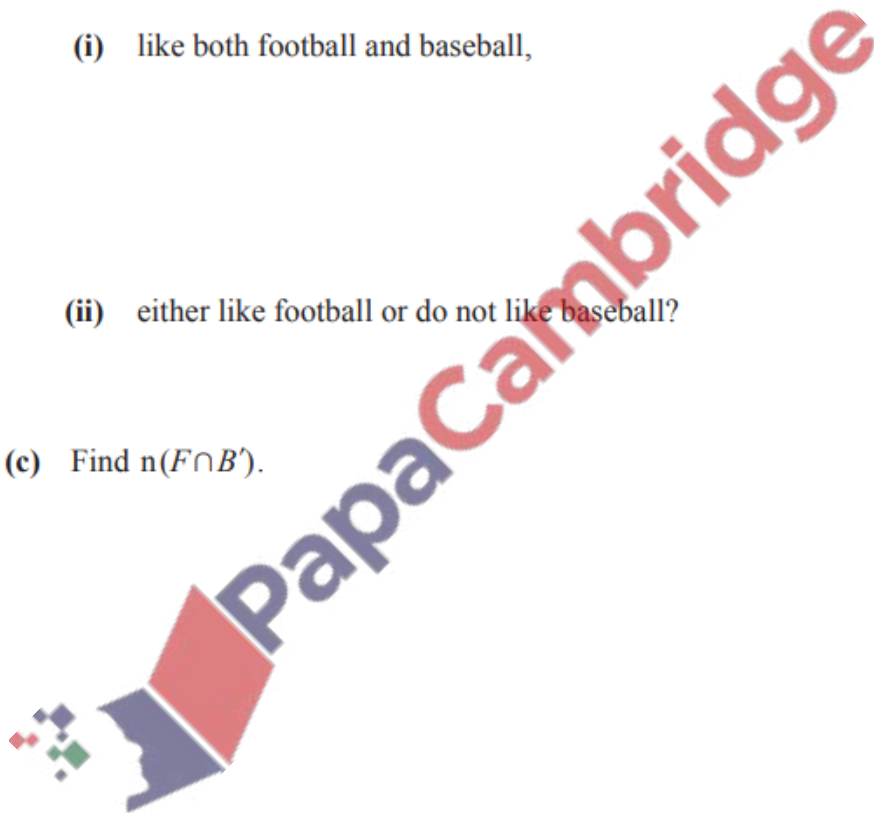 (i) like both football and baseball,
(ii) either like football or do not like baseball?
(c) Find n(F∩B′).
PapaCambridge